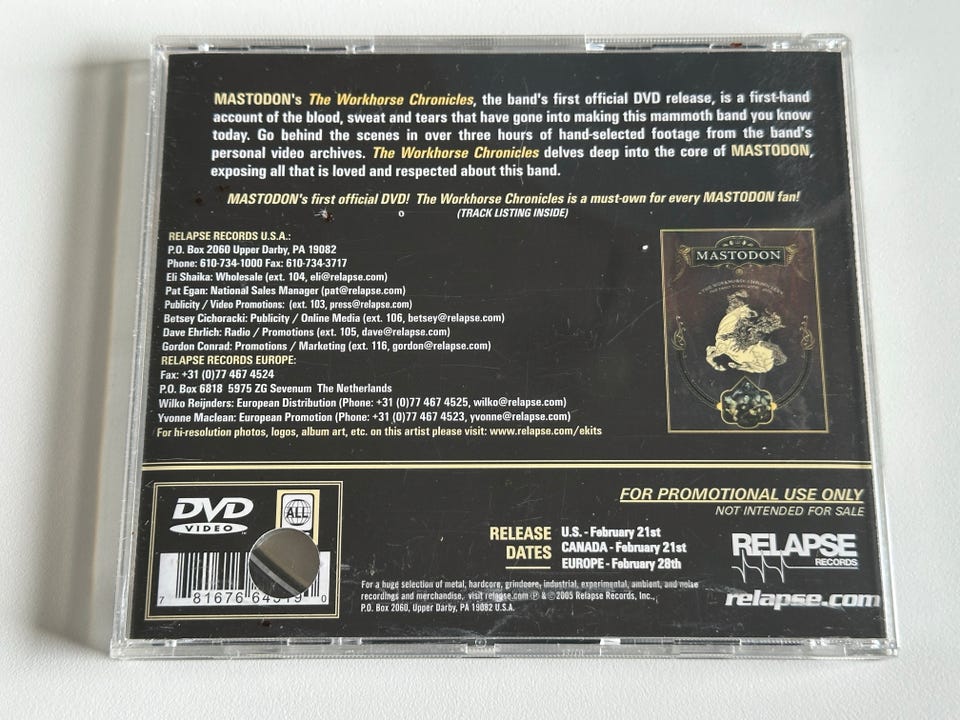 MASTODON's The Workhorse Chronicles, the band's first official DVD release, is a first-hand
account of the blood, sweat and tears that have gone into making this mammoth band you know
today. Go behind the scenes in over three hours of hand-selected footage from the band's
personal video archives. The Workhorse Chronicles delves deep into the core of MASTODON,
exposing all that is loved and respected about this band.
MASTODON's first official DVD! The Workhorse Chronicles is a must-own for every MASTODON fan!
(TRACK LISTING INSIDE)
RELAPSE RECORDS U.S.A.:
P.O. Box 2060 Upper Darby, PA 19082
Phone: 610-734-1000 Fax: 610-734-3717
Eli Shaika: Wholesale (ext. 104, eli@relapse.com)
Pat Egan: National Sales Manager (pat@relapse.com)
Publicity / Video Promotions: (ext. 103, press@relapse.com)
Betsey Cichoracki: Publicity / Online Media (ext. 106, betsey@relapse.com)
Dave Ehrlich: Radio / Promotions (ext. 105, dave@relapse.com)
Gordon Conrad: Promotions / Marketing (ext. 116, gordon@relapse.com)
RELAPSE RECORDS EUROPE:
Fax: +31 (0)77 467 4524
P.O. Box 6818 5975 ZG Sevenum The Netherlands
Wilko Reijnders: European Distribution (Phone: +31 (0)77 467 4525, wilko@relapse.com)
Yvonne Maclean: European Promotion (Phone: +31 (0)77 467 4523, yvonne@relapse.com)
For hi-resolution photos, logos, album art, etc. on this artist please visit: www.relapse.com/ekits
MASTODON
THE WORKHORSE CHRONICLES
DVD
VIDEO
ALL
7 81676 64319 0
FOR PROMOTIONAL USE ONLY
NOT INTENDED FOR SALE
RELEASE
DATES
U.S. - February 21st
CANADA - February 21st
EUROPE - February 28th
RELAPSE
RECORDS
relapse.com
For a huge selection of metal, hardcore, grindcore, industrial, experimental, ambient, and noise
recordings and merchandise, visit relapse.com ℗ & © 2005 Relapse Records, Inc.,
P.O. Box 2060, Upper Darby, PA 19082 U.S.A.